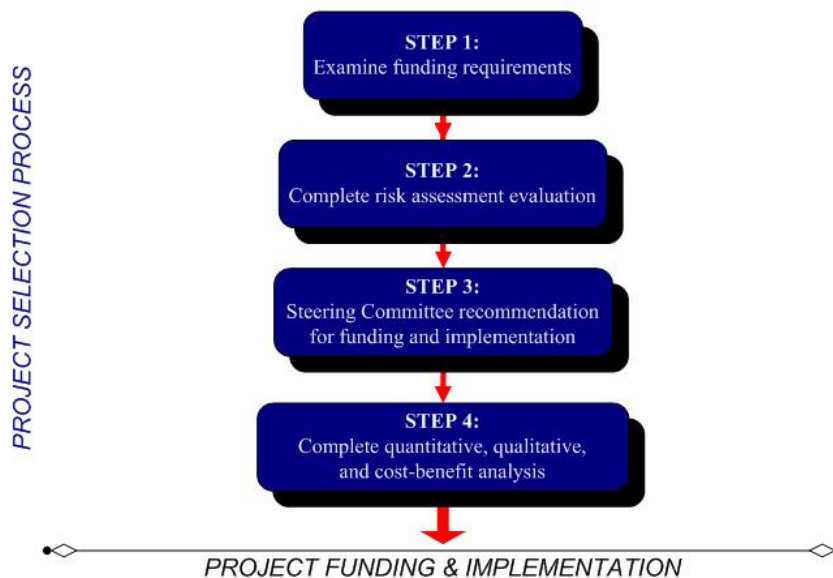 PROJECT SELECTION PROCESS
STEP 1:
Examine funding requirements
STEP 2:
Complete risk assessment evaluation
STEP 3:
Steering Committee recommendation
for funding and implementation
STEP 4:
Complete quantitative, qualitative,
and cost-benefit analysis
PROJECT FUNDING & IMPLEMENTATION